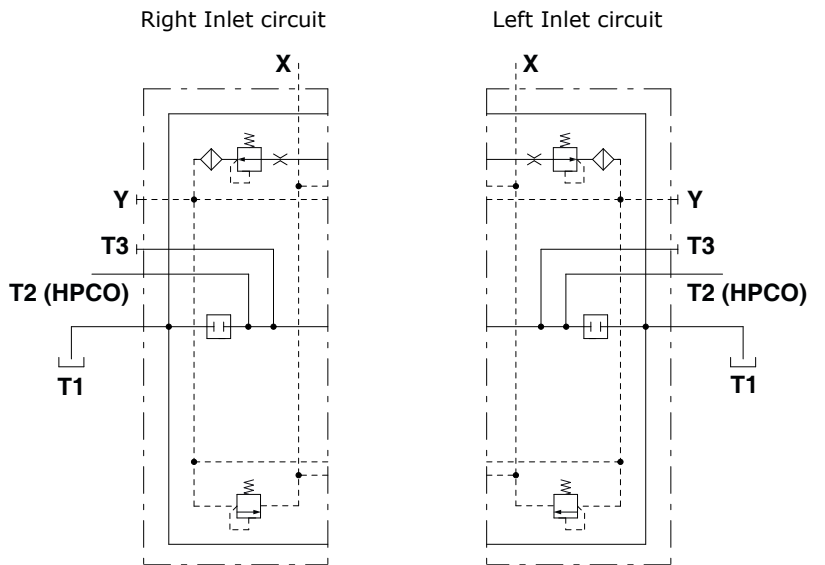 Right Inlet circuit
Left Inlet circuit
X
X
Y
Y
T3
T3
T2 (HPCO)
T2 (HPCO)
T1
T1